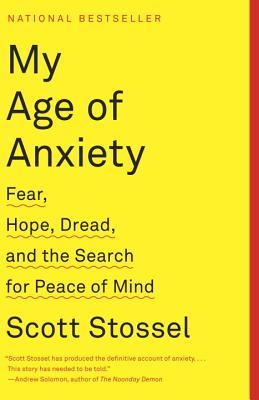 NATIONAL BESTSELLER
My
Age of
Anxiety
Fear,
Hope, Dread,
and the Search
for Peace of Mind
Scott Stossel
“Scott Stossel has produced the definitive account of anxiety. . . .
This story has needed to be told.”
—Andrew Solomon, author of The Noonday Demon